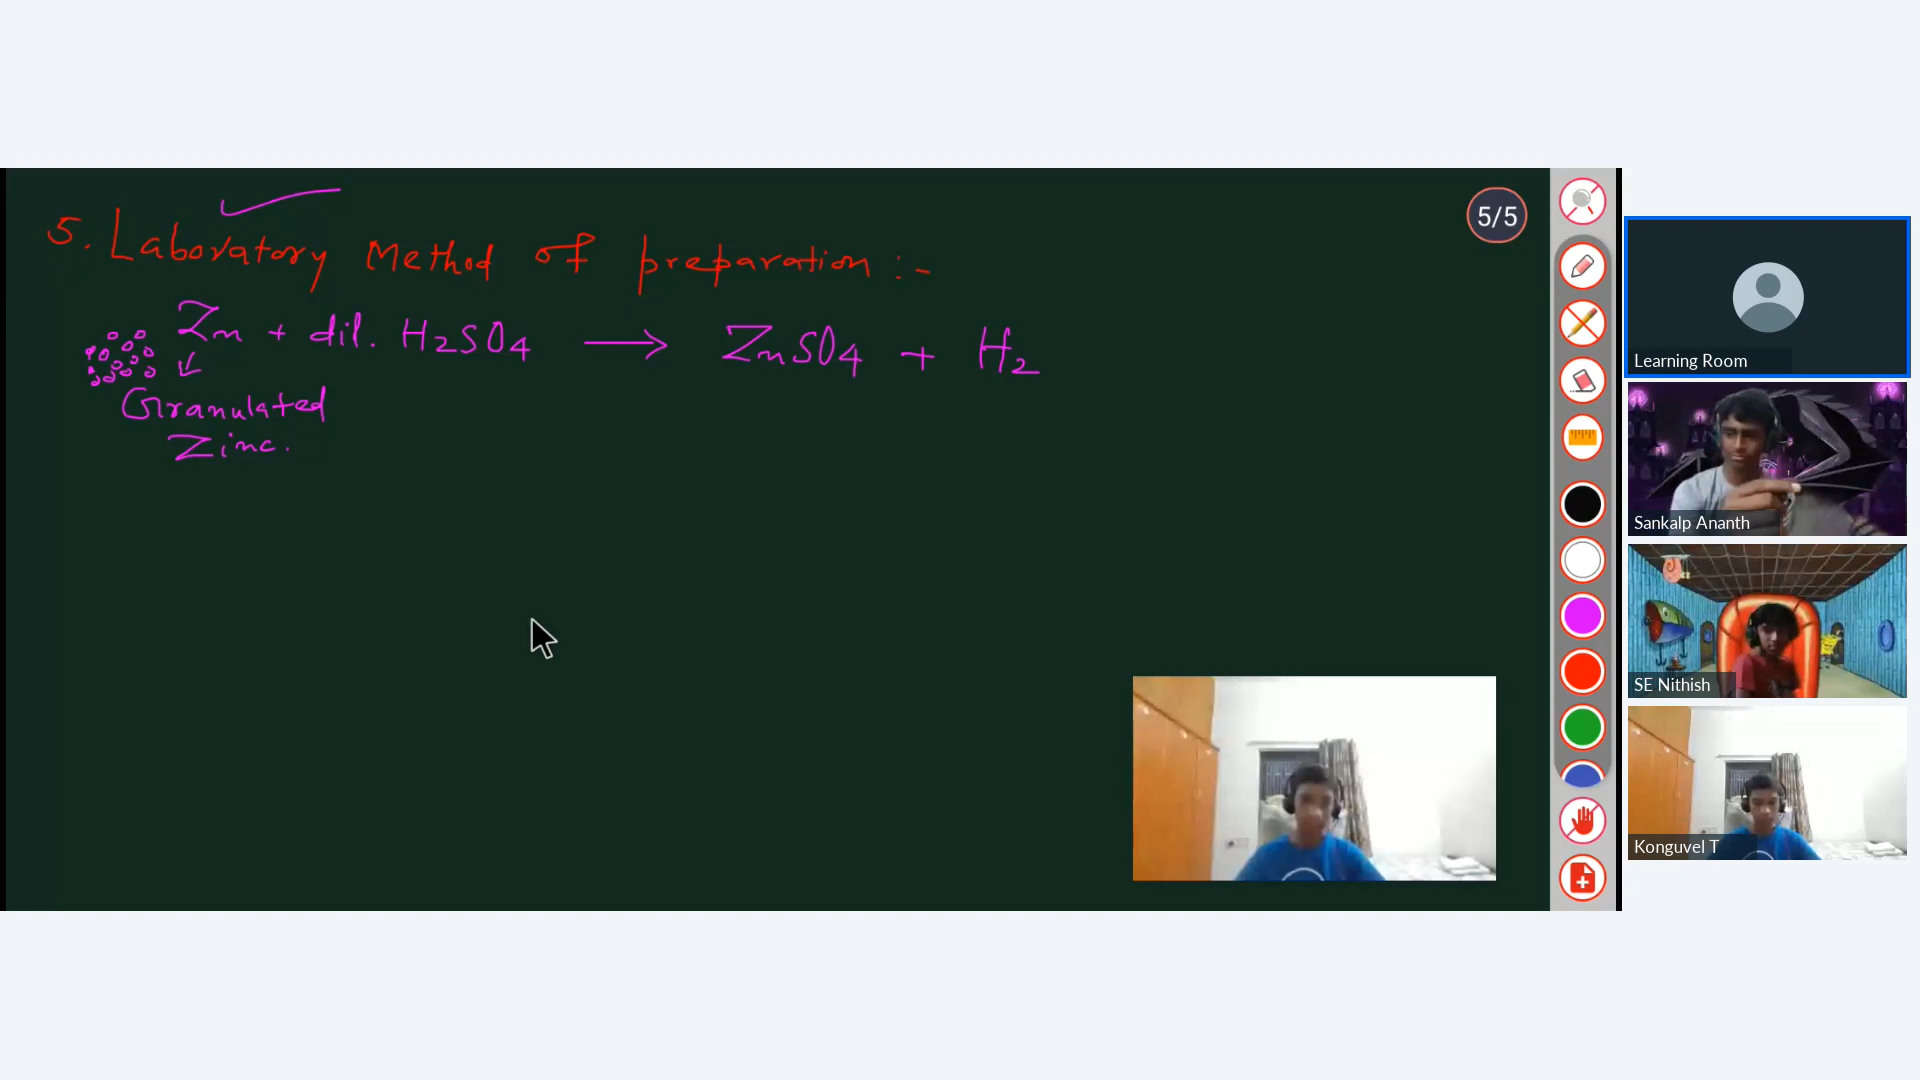 5. Laboratory Method of preparation :-
Zn + dil. H2SO4 → ZnSO4 + H2
Granulated
Zinc.
5/5
Learning Room
Sankalp Ananth
SE Nithish
Konguvel T